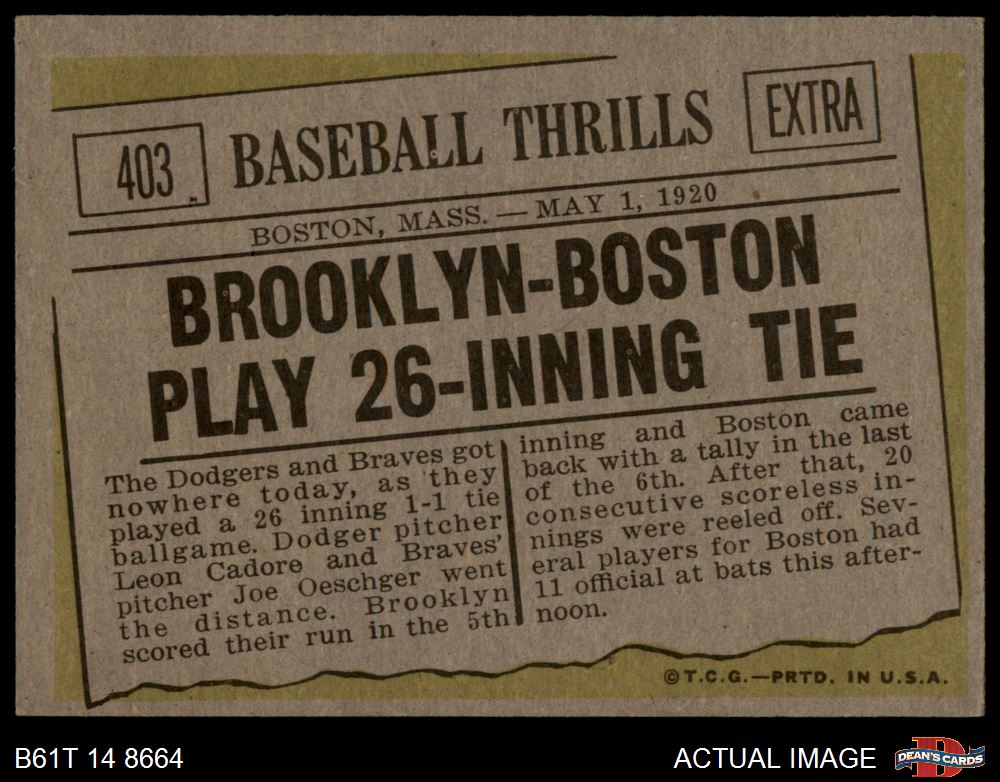 403 BASEBALL THRILLS EXTRA
BOSTON, MASS. — MAY 1, 1920
BROOKLYN-BOSTON
PLAY 26-INNING TIE
The Dodgers and Braves got
nowhere today, as they
played a 26 inning 1-1 tie
ballgame. Dodger pitcher
Leon Cadore and Braves'
pitcher Joe Oeschger went
the distance. Brooklyn
scored their run in the 5th
inning and Boston came
back with a tally in the last
of the 6th. After that, 20
consecutive scoreless in-
nings were reeled off. Sev-
eral players for Boston had
11 official at bats this after-
noon.
© T.C.G.—PRTD. IN U.S.A.
B61T 14 8664
ACTUAL IMAGE
D
DEAN'S CARDS